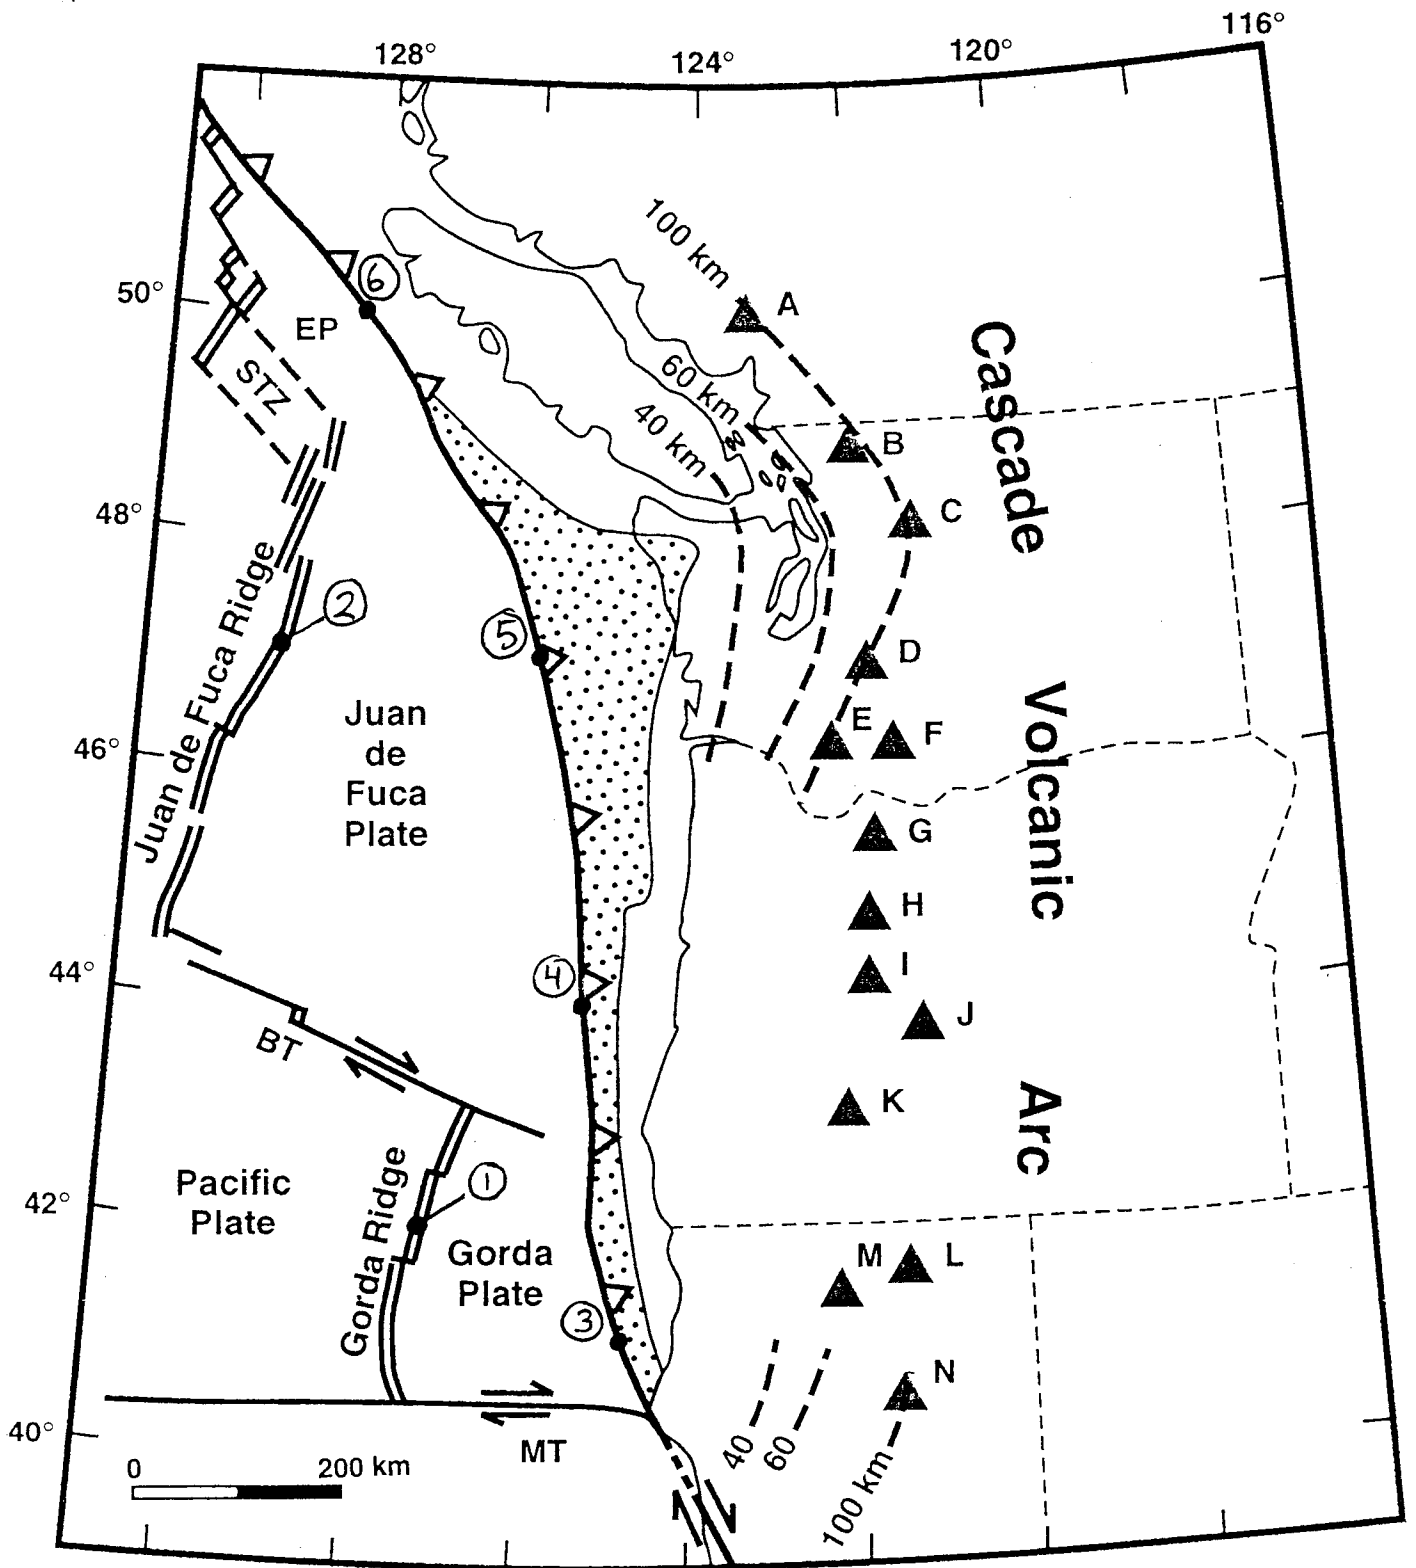 128°
124°
120°
116°
50°
48°
46°
44°
42°
40°
100 km
60 km
40 km
A
B
C
D
E
F
G
H
I
J
K
M
L
N
6
EP
STZ
2
5
Juan de Fuca Ridge
Juan
de
Fuca
Plate
4
BT
1
Pacific
Plate
Gorda Ridge
Gorda
Plate
3
MT
0
200 km
40
60
100 km
Cascade
Volcanic
Arc